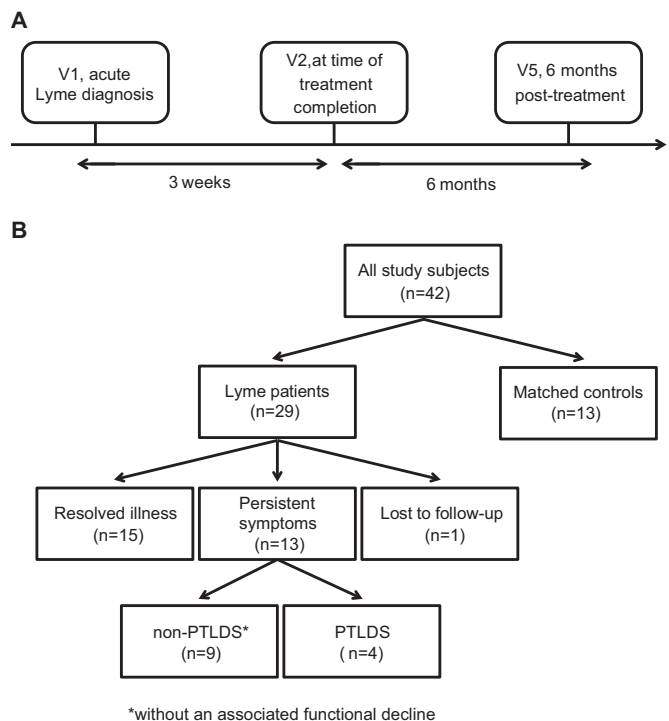 A
V1, acute
Lyme diagnosis
V2,at time of
treatment
completion
V5, 6 months
post-treatment
3 weeks
6 months
B
All study subjects
(n=42)
Lyme patients
(n=29)
Matched controls
(n=13)
Resolved illness
(n=15)
Persistent
symptoms
(n=13)
Lost to follow-up
(n=1)
non-PTLDS*
(n=9)
PTLDS
( n=4)
*without an associated functional decline